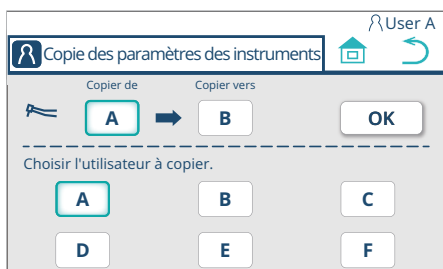 User A
Copie des paramètres des instruments
Copier de Copier vers
A B OK
Choisir l'utilisateur à copier.
A B C
D E F